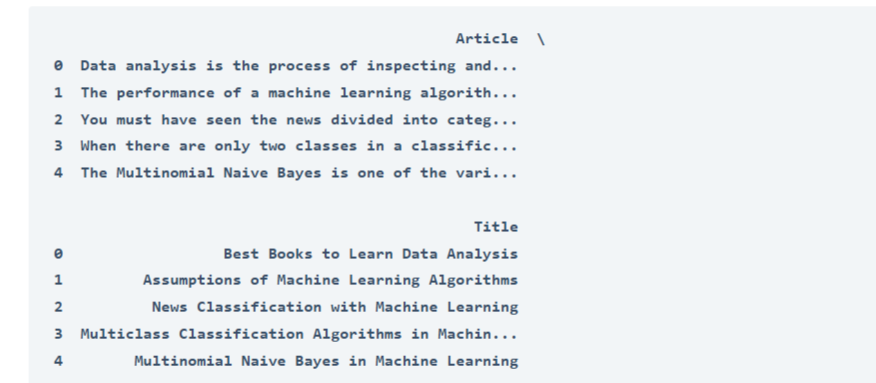 Article \
0 Data analysis is the process of inspecting and...
1 The performance of a machine learning algorith...
2 You must have seen the news divided into categ...
3 When there are only two classes in a classific...
4 The Multinomial Naive Bayes is one of the vari...
Title
0 Best Books to Learn Data Analysis
1 Assumptions of Machine Learning Algorithms
2 News Classification with Machine Learning
3 Multiclass Classification Algorithms in Machin...
4 Multinomial Naive Bayes in Machine Learning